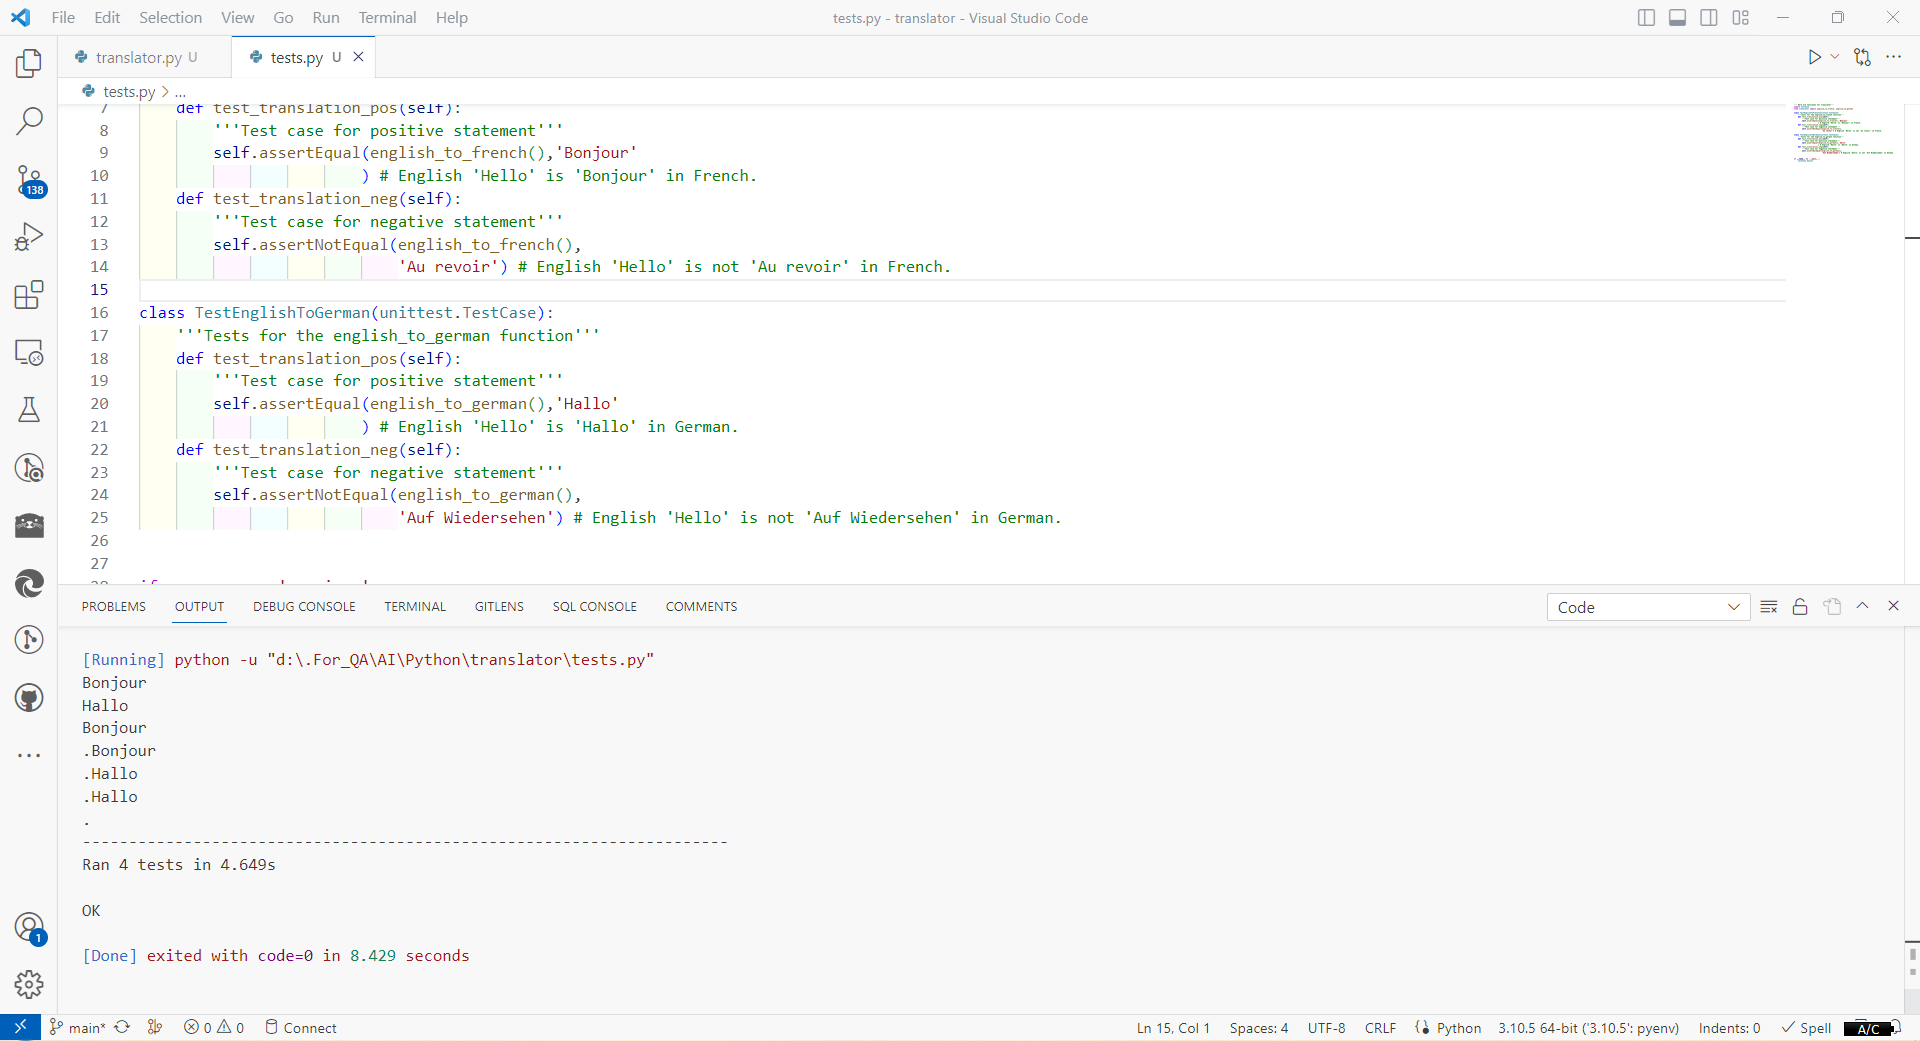 File Edit Selection View Go Run Terminal Help
tests.py - translator - Visual Studio Code
translator.py U
tests.py U
tests.py > ...
7 def test_translation_pos(self):
8 '''Test case for positive statement'''
9 self.assertEqual(english_to_french(),'Bonjour'
10 ) # English 'Hello' is 'Bonjour' in French.
11 def test_translation_neg(self):
12 '''Test case for negative statement'''
13 self.assertNotEqual(english_to_french(),
14 'Au revoir') # English 'Hello' is not 'Au revoir' in French.
15
16 class TestEnglishToGerman(unittest.TestCase):
17 '''Tests for the english_to_german function'''
18 def test_translation_pos(self):
19 '''Test case for positive statement'''
20 self.assertEqual(english_to_german(),'Hallo'
21 ) # English 'Hello' is 'Hallo' in German.
22 def test_translation_neg(self):
23 '''Test case for negative statement'''
24 self.assertNotEqual(english_to_german(),
25 'Auf Wiedersehen') # English 'Hello' is not 'Auf Wiedersehen' in German.
26
27
138
PROBLEMS OUTPUT DEBUG CONSOLE TERMINAL GITLENS SQL CONSOLE COMMENTS
Code
[Running] python -u "d:\.For_QA\AI\Python\translator\tests.py"
Bonjour
Hallo
Bonjour
.Bonjour
.Hallo
.Hallo
.
----------------------------------------------------------------------
Ran 4 tests in 4.649s
OK
[Done] exited with code=0 in 8.429 seconds
1
main* 0 0 Connect
Ln 15, Col 1 Spaces: 4 UTF-8 CRLF Python 3.10.5 64-bit ('3.10.5': pyenv) Indents: 0 Spell A/C